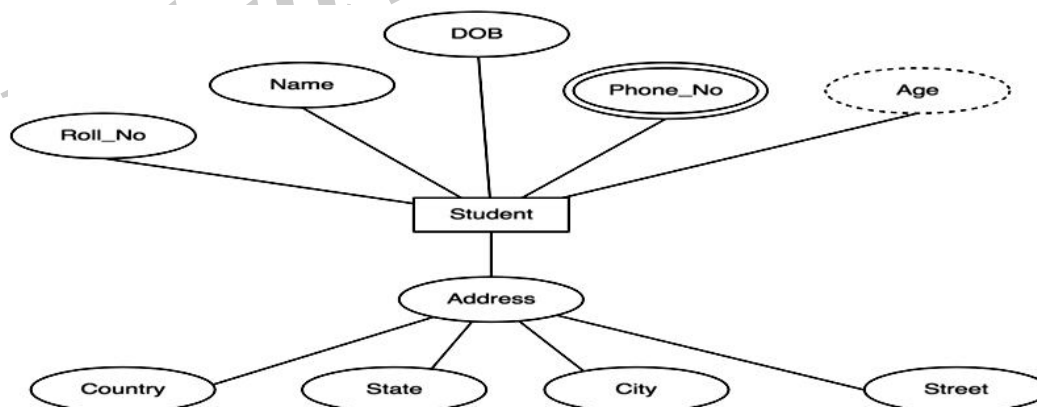 DOB
Name
Phone_No
Age
Roll_No
Student
Address
Country
State
City
Street